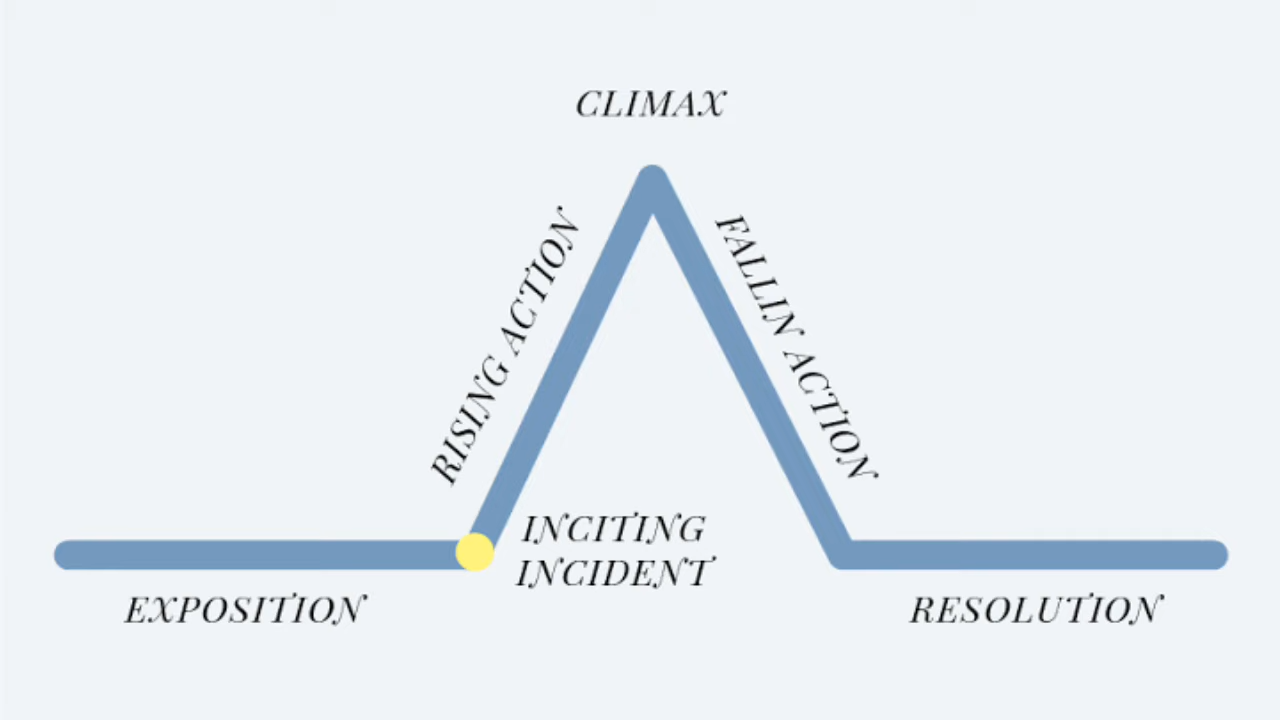 CLIMAX
RISING ACTION
FALLIN ACTION
INCITING
INCIDENT
EXPOSITION
RESOLUTION